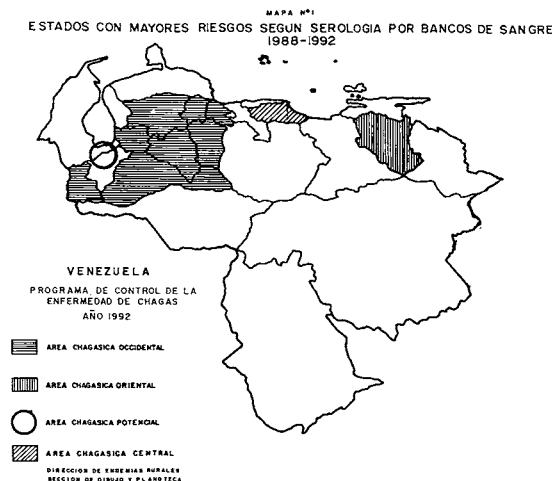 MAPA Nº1
ESTADOS CON MAYORES RIESGOS SEGUN SEROLOGIA POR BANCOS DE SANGRE
1988-1992
VENEZUELA
PROGRAMA DE CONTROL DE LA
ENFERMEDAD DE CHAGAS
AÑO 1992
AREA CHAGASICA OCCIDENTAL
AREA CHAGASICA ORIENTAL
AREA CHAGASICA POTENCIAL
AREA CHAGASICA CENTRAL
DIRECCION DE ENDEMIAS RURALES
SECCION DE DIBUJO Y PLANOTECA